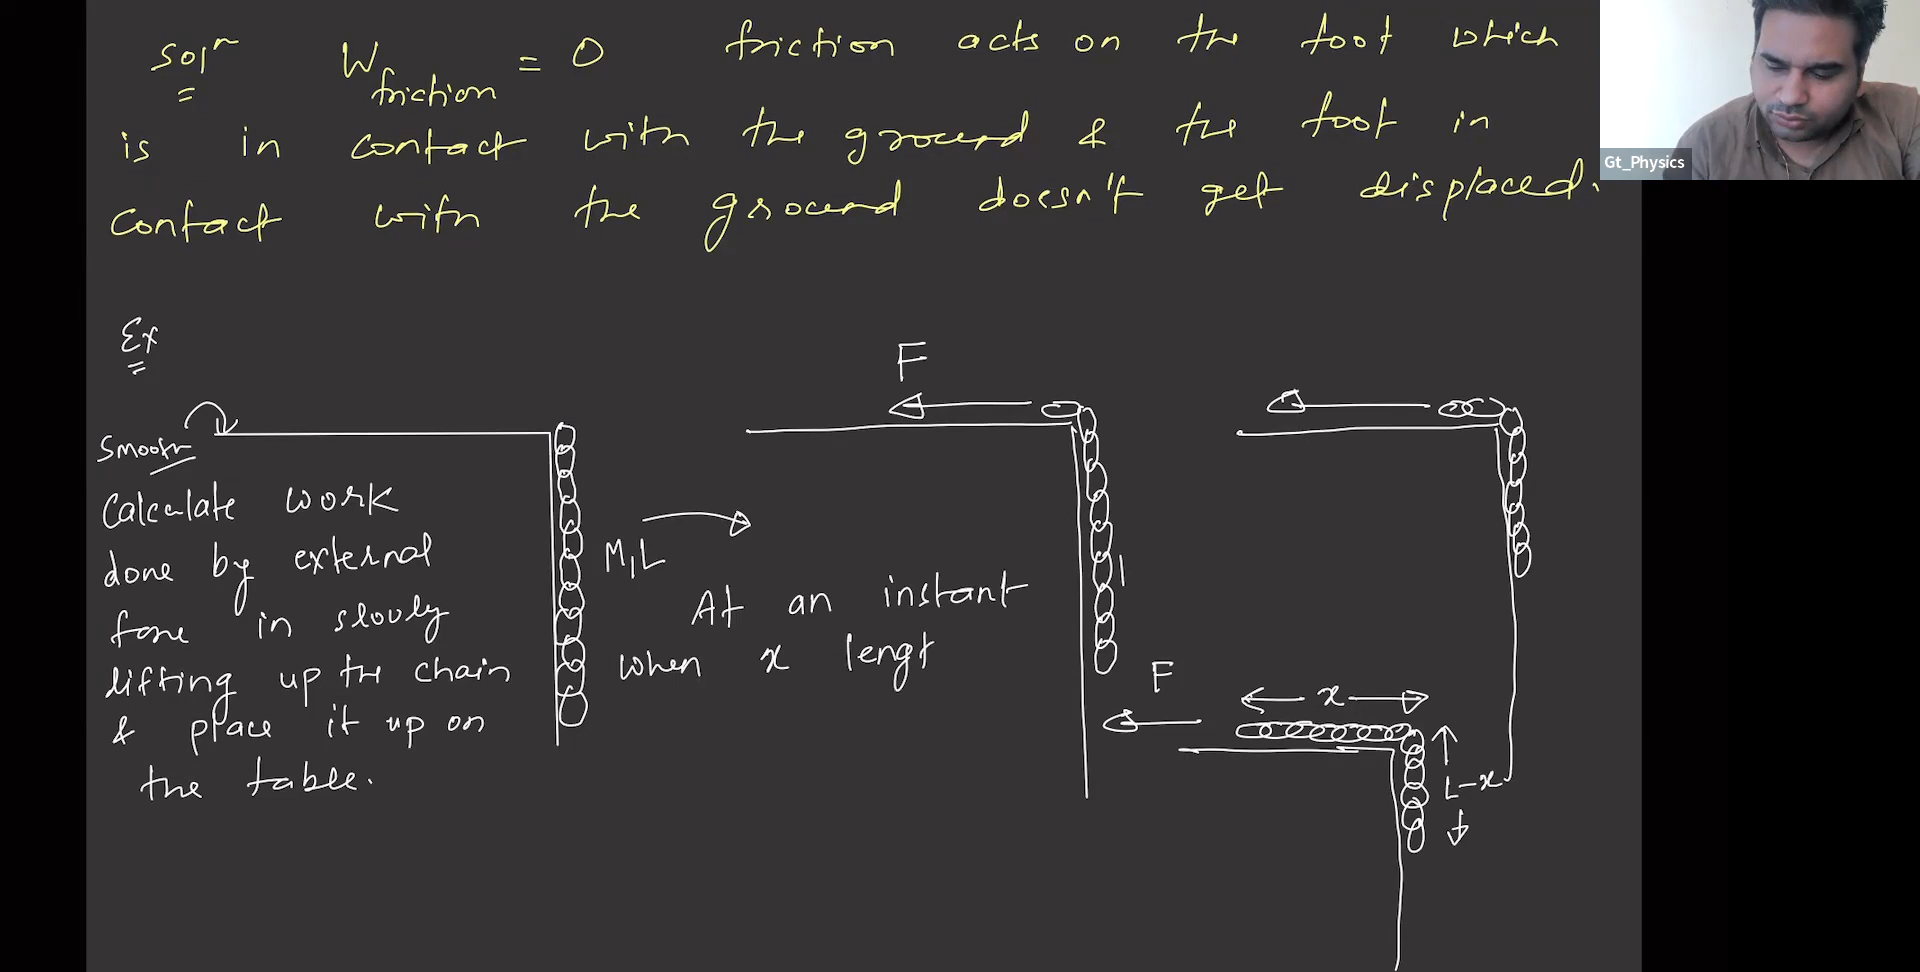 Solⁿ W friction = 0 friction acts on the foot which
is in contact with the ground & the foot in
contact with the ground doesn't get displaced.
Gt_Physics
Ex
Smooth
Calculate work
done by external
force in slowly
lifting up the chain
& place it up on
the table.
M, L
F
At an instant
when x lengt
F
x
L-x